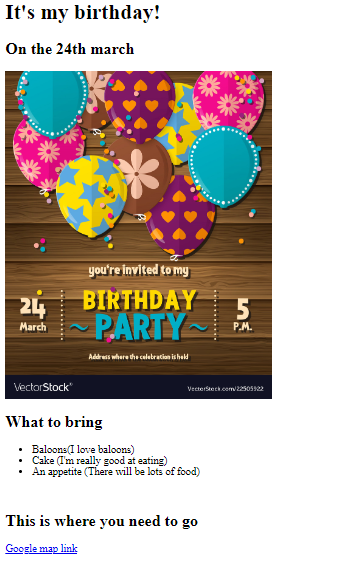 It's my birthday!
On the 24th march
you're invited to my
24
March
BIRTHDAY
~ PARTY ~
5
P.M.
Address where the celebration is held
VectorStock®
VectorStock.com/22505922
What to bring
• Baloons(I love baloons)
• Cake (I'm really good at eating)
• An appetite (There will be lots of food)
This is where you need to go
Google map link